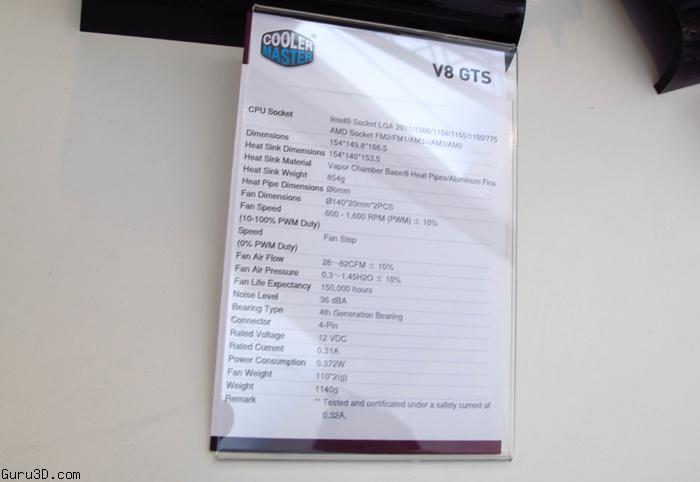 COOLER
MASTER
V8 GTS
CPU Socket Intel® Socket LGA 2011/1366/1156/1155/1150/775
AMD Socket FM2/FM1/AM3+/AM3/AM2
Dimensions 154*149.8*166.5
Heat Sink Dimensions 154*140*153.5
Heat Sink Material Vapor Chamber Base/8 Heat Pipes/Aluminum Fins
Heat Sink Weight 854g
Heat Pipe Dimensions Ø6mm
Fan Dimensions Ø140*20mm*2PCS
Fan Speed 600 - 1,600 RPM (PWM) ± 10%
(10-100% PWM Duty)
Speed Fan Stop
(0% PWM Duty)
Fan Air Flow 28~82CFM ± 10%
Fan Air Pressure 0.3~1.45H2O ± 10%
Fan Life Expectancy 150,000 hours
Noise Level 36 dBA
Bearing Type 4th Generation Bearing
Connector 4-Pin
Rated Voltage 12 VDC
Rated Current 0.31A
Power Consumption 0.372W
Fan Weight 110*2(g)
Weight 1140g
Remark ** Tested and certificated under a safety current of
0.32A.
Guru3D.com